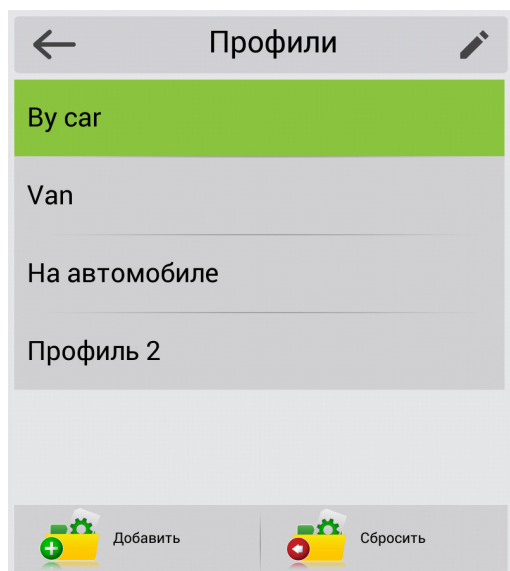 Профили
By car
Van
На автомобиле
Профиль 2
Добавить
Сбросить